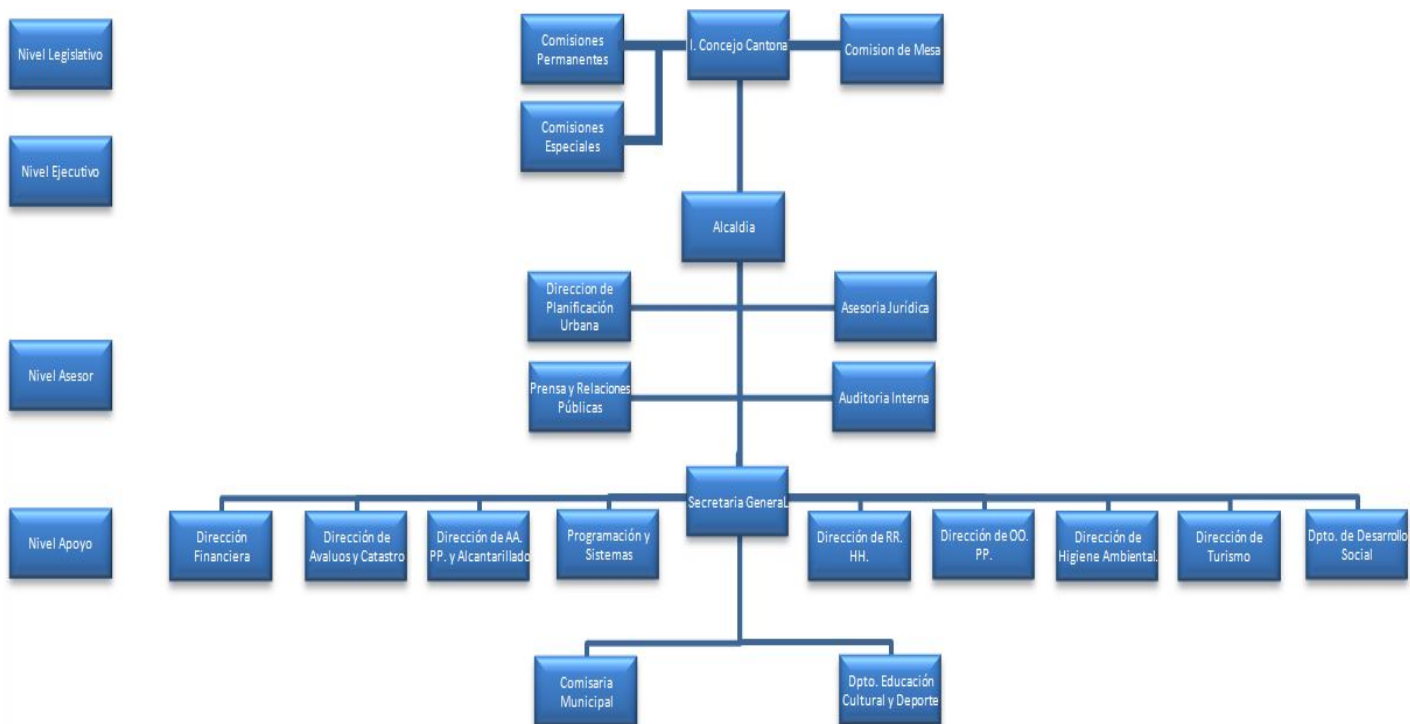 Nivel Legislativo
Comisiones
Permanentes
I. Concejo Cantona
Comision de Mesa
Comisiones
Especiales
Nivel Ejecutivo
Alcaldia
Direccion de
Planificación
Urbana
Asesoria Jurídica
Nivel Asesor
Prensa y Relaciones
Públicas
Auditoria Interna
Secretaria General.
Nivel Apoyo
Dirección
Financiera
Dirección de
Avaluos y Catastro
Dirección de AA.
PP. y Alcantarillado
Programación y
Sistemas
Dirección de RR.
HH.
Dirección de OO.
PP.
Dirección de
Higiene Ambiental.
Dirección de
Turismo
Dpto. de Desarrollo
Social
Comisaria
Municipal
Dpto. Educación
Cultural y Deporte